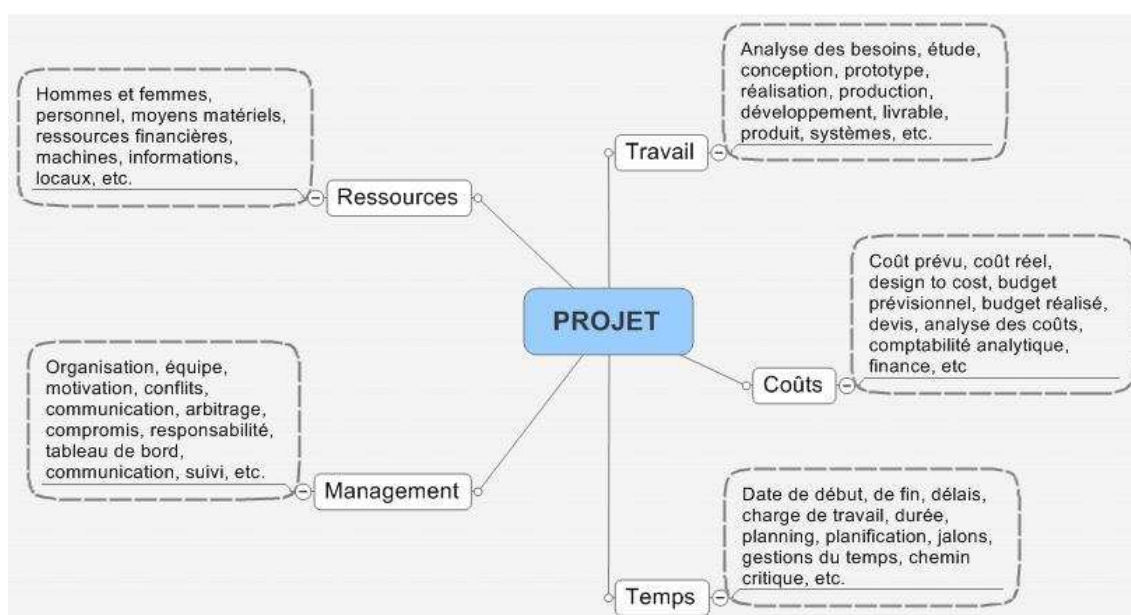 Analyse des besoins, étude,
conception, prototype,
réalisation, production,
développement, livrable,
produit, systèmes, etc.
Travail
Hommes et femmes,
personnel, moyens matériels,
ressources financières,
machines, informations,
locaux, etc.
Ressources
PROJET
Coût prévu, coût réel,
design to cost, budget
prévisionnel, budget réalisé,
devis, analyse des coûts,
comptabilité analytique,
finance, etc
Coûts
Organisation, équipe,
motivation, conflits,
communication, arbitrage,
compromis, responsabilité,
tableau de bord,
communication, suivi, etc.
Management
Date de début, de fin, délais,
charge de travail, durée,
planning, planification, jalons,
gestions du temps, chemin
critique, etc.
Temps